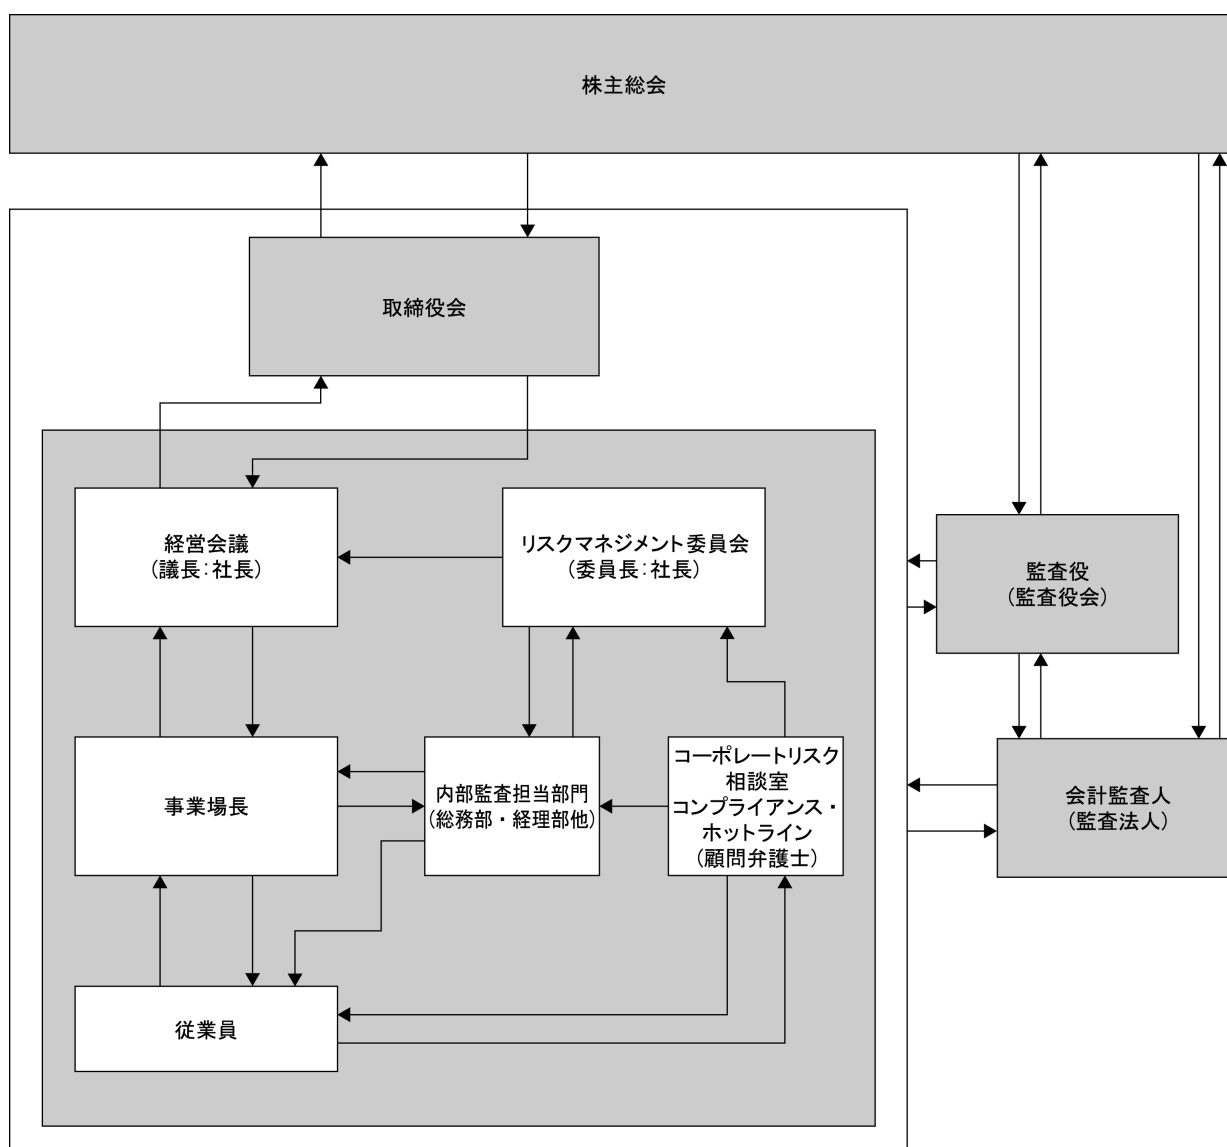 株主総会
取締役会
経営会議
(議長:社長)
リスクマネジメント委員会
(委員長:社長)
監査役
(監査役会)
事業場長
内部監査担当部門
(総務部・経理部他)
コーポレートリスク
相談室
コンプライアンス・
ホットライン
(顧問弁護士)
会計監査人
(監査法人)
従業員